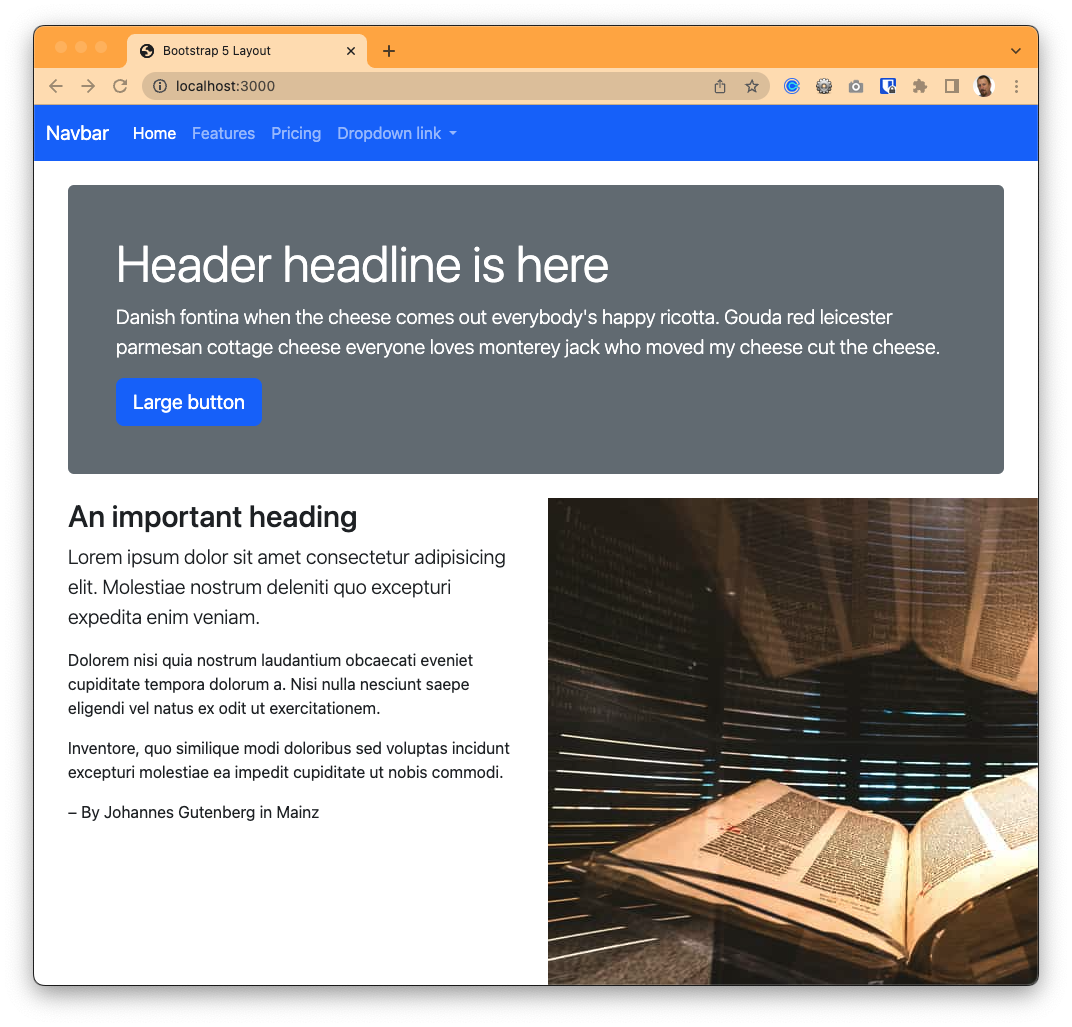 Bootstrap 5 Layout
localhost:3000
Navbar Home Features Pricing Dropdown link
Header headline is here
Danish fontina when the cheese comes out everybody's happy ricotta. Gouda red leicester
parmesan cottage cheese everyone loves monterey jack who moved my cheese cut the cheese.
Large button
An important heading
Lorem ipsum dolor sit amet consectetur adipisicing
elit. Molestiae nostrum deleniti quo excepturi
expedita enim veniam.
Dolorem nisi quia nostrum laudantium obcaecati eveniet
cupiditate tempora dolorum a. Nisi nulla nesciunt saepe
eligendi vel natus ex odit ut exercitationem.
Inventore, quo similique modi doloribus sed voluptas incidunt
excepturi molestiae ea impedit cupiditate ut nobis commodi.
– By Johannes Gutenberg in Mainz